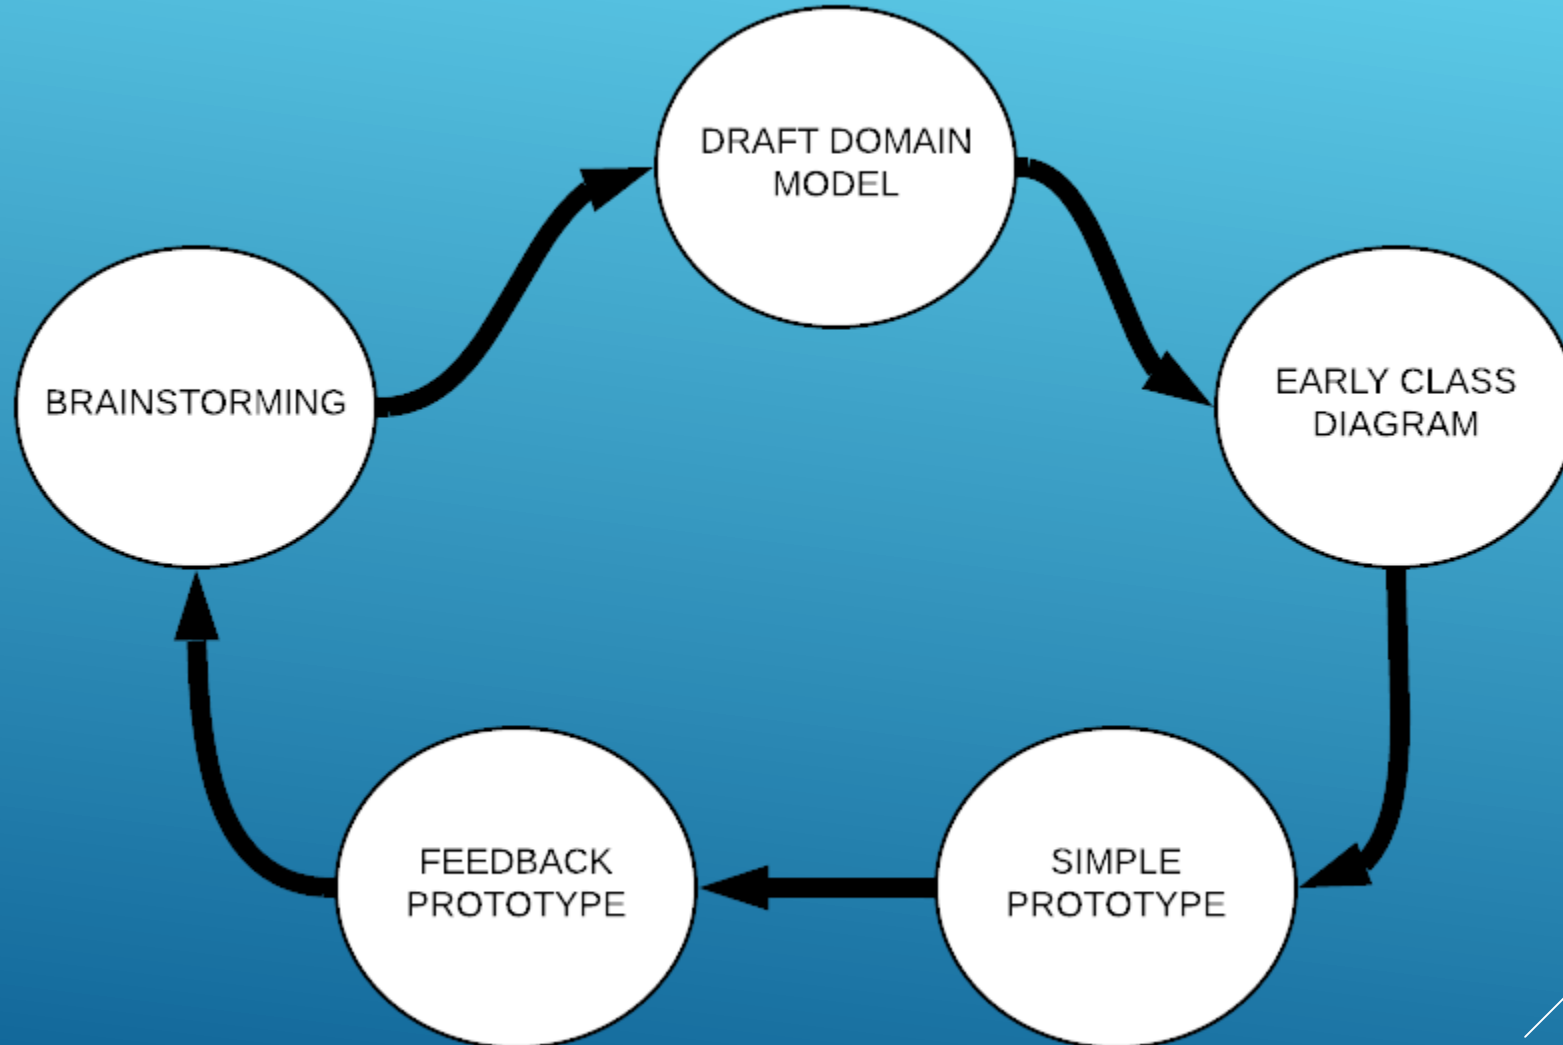 DRAFT DOMAIN
MODEL
BRAINSTORMING
EARLY CLASS
DIAGRAM
FEEDBACK
PROTOTYPE
SIMPLE
PROTOTYPE